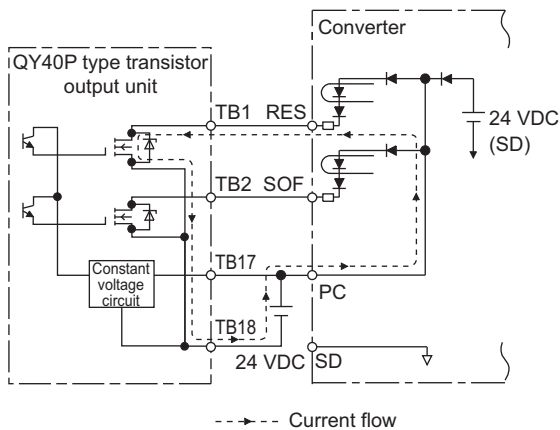 Converter
QY40P type transistor
output unit
TB1 RES
24 VDC
(SD)
TB2 SOF
TB17
Constant
voltage
circuit
PC
TB18
24 VDC SD
Current flow